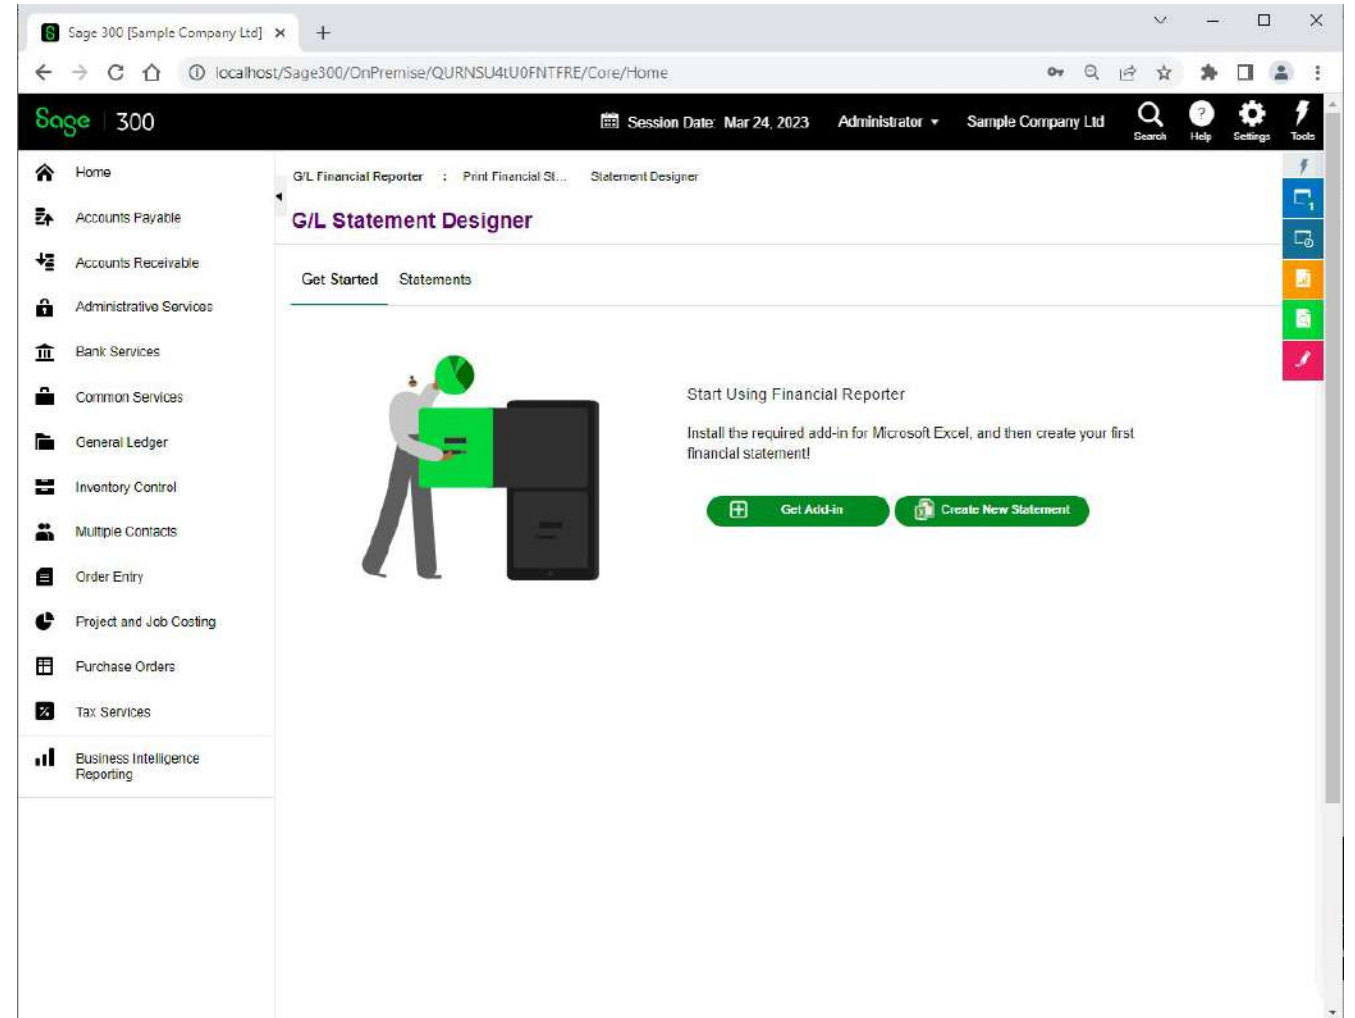 Sage 300 [Sample Company Ltd]
localhost/Sage300/OnPremise/QURNSU4tU0FNTFRE/Core/Home
Sage 300
Session Date: Mar 24, 2023 Administrator Sample Company Ltd
Search Help Settings Tools
Home
Accounts Payable
Accounts Receivable
Administrative Services
Bank Services
Common Services
General Ledger
Inventory Control
Multiple Contacts
Order Entry
Project and Job Costing
Purchase Orders
Tax Services
Business Intelligence
Reporting
G/L Financial Reporter : Print Financial St... Statement Designer
G/L Statement Designer
Get Started Statements
Start Using Financial Reporter
Install the required add-in for Microsoft Excel, and then create your first
financial statement!
Get Add-in Create New Statement
1